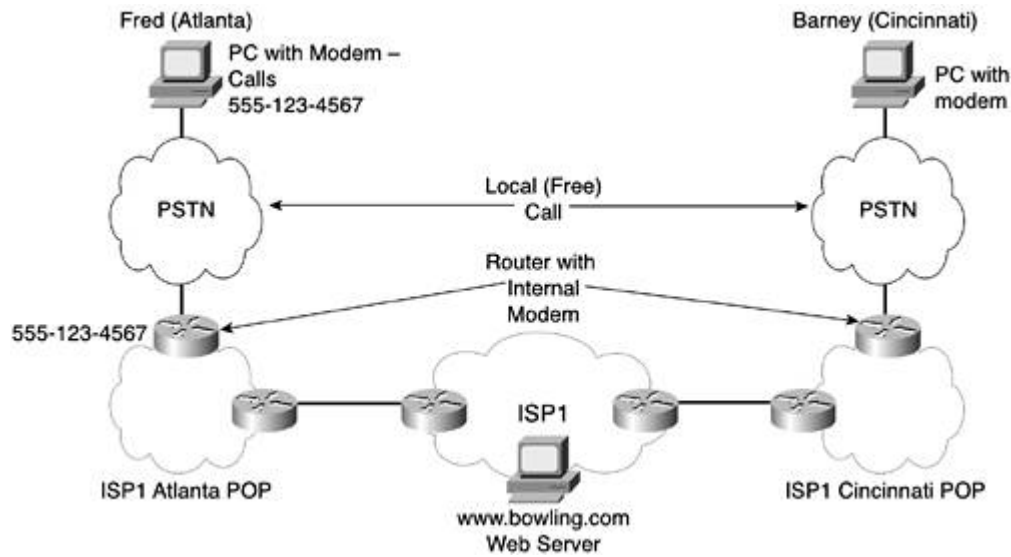 Fred (Atlanta)
PC with Modem –
Calls
555-123-4567
Barney (Cincinnati)
PC with
modem
PSTN
Local (Free)
Call
PSTN
Router with
Internal
Modem
555-123-4567
ISP1
ISP1 Atlanta POP
ISP1 Cincinnati POP
www.bowling.com
Web Server